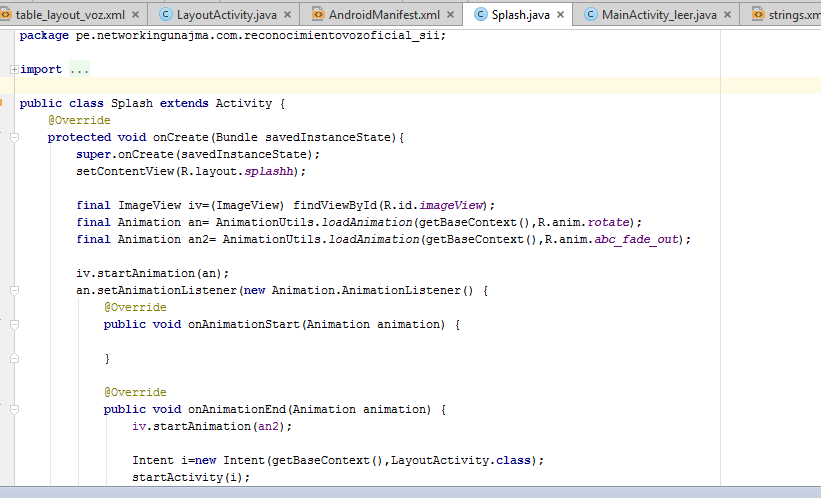 table_layout_voz.xml × LayoutActivity.java × AndroidManifest.xml × Splash.java × MainActivity_leer.java × strings.xm
package pe.networkingunajma.com.reconocimientovozoficial_sii;
import ...
public class Splash extends Activity {
@Override
protected void onCreate(Bundle savedInstanceState){
super.onCreate(savedInstanceState);
setContentView(R.layout.splashh);
final ImageView iv=(ImageView) findViewById(R.id.imageView);
final Animation an= AnimationUtils.loadAnimation(getBaseContext(),R.anim.rotate);
final Animation an2= AnimationUtils.loadAnimation(getBaseContext(),R.anim.abc_fade_out);
iv.startAnimation(an);
an.setAnimationListener(new Animation.AnimationListener() {
@Override
public void onAnimationStart(Animation animation) {
}
@Override
public void onAnimationEnd(Animation animation) {
iv.startAnimation(an2);
Intent i=new Intent(getBaseContext(),LayoutActivity.class);
startActivity(i);